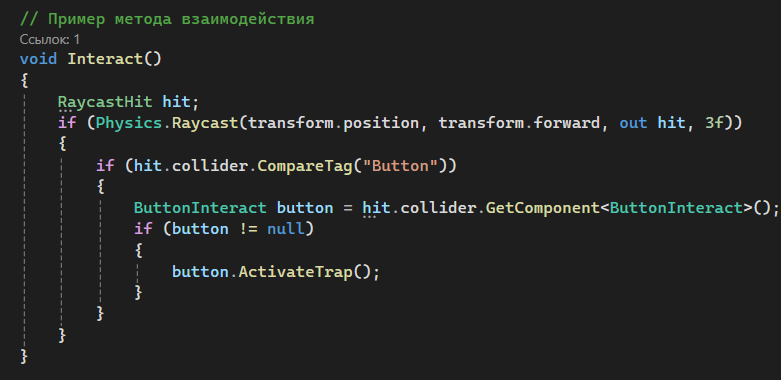 // Пример метода взаимодействия
Ссылок: 1
void Interact()
{
RaycastHit hit;
if (Physics.Raycast(transform.position, transform.forward, out hit, 3f))
{
if (hit.collider.CompareTag("Button"))
{
ButtonInteract button = hit.collider.GetComponent<ButtonInteract>();
if (button != null)
{
button.ActivateTrap();
}
}
}
}